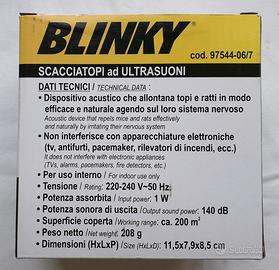 BLINKY®
cod. 97544-06/7
SCACCIATOPI ad ULTRASUONI
DATI TECNICI / TECHNICAL DATA :
• Dispositivo acustico che allontana topi e ratti in modo
efficace e naturale agendo sul loro sistema nervoso
Acoustic device that repels mice and rats effectively
and naturally by irritating their nervous system
• Non interferisce con apparecchiature elettroniche
(tv, antifurti, pacemaker, rilevatori di incendi, ecc.)
It does not interfere with electronic appliances
(TVs, alarms, pacemakers, fire detectors, etc.)
• Per uso interno / For indoor use
• Tensione / Rating: 220-240 V~50 Hz
• Potenza assorbita / Input power: 1 W
• Potenza sonora di uscita /Output sound power: 140 dB
• Superficie coperta / Working range: ca. 200 m²
• Peso netto / Net weight: 208 g
• Dimensioni (HxLxP) / Size (HxLxD): 11,5x7,9x8,5 cm
subito